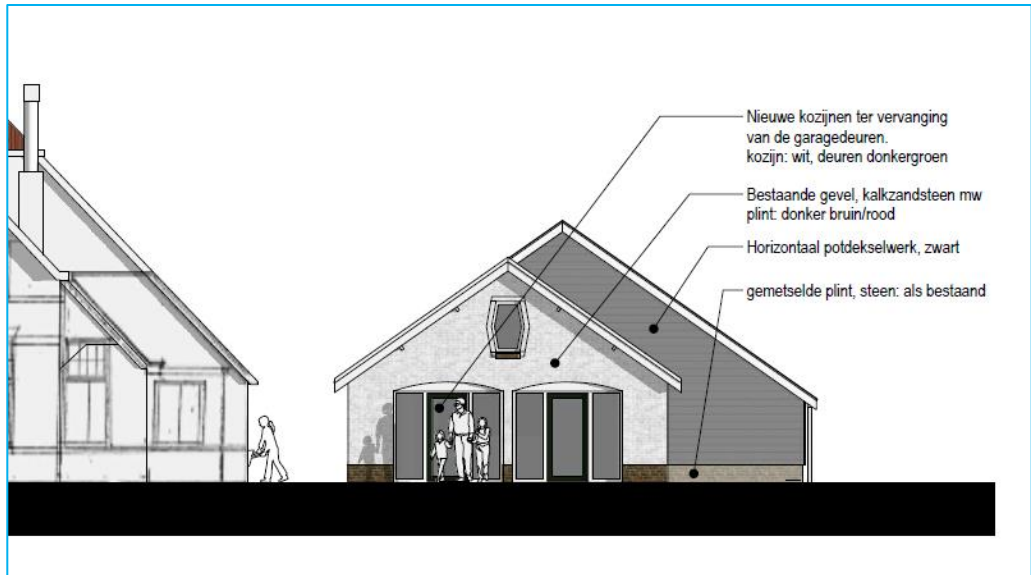 Nieuwe kozijnen ter vervanging
van de garagedeuren.
kozijn: wit, deuren donkergroen
Bestaande gevel, kalkzandsteen mw
plint: donker bruin/rood
Horizontaal potdekselwerk, zwart
gemetselde plint, steen: als bestaand